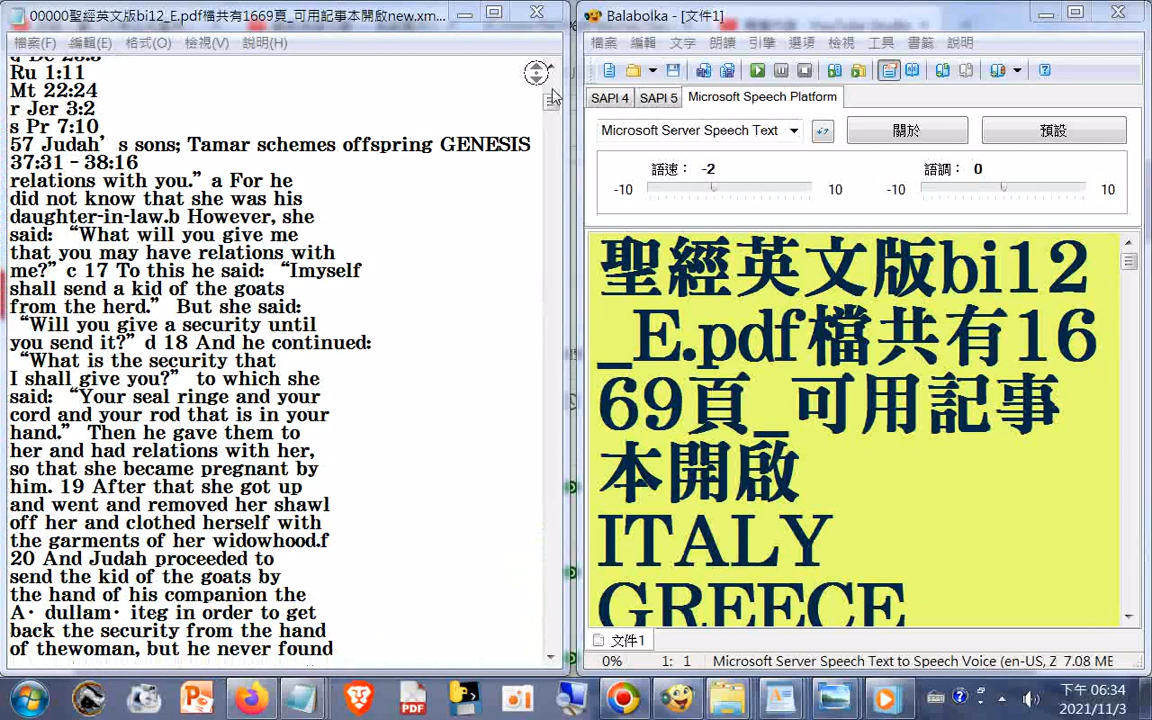 00000聖經英文版bi12_E.pdf檔共有1669頁_可用記事本開啟new.xm...
檔案(F) 編輯(E) 格式(O) 檢視(V) 說明(H)
Ru 1:11
Mt 22:24
r Jer 3:2
s Pr 7:10
57 Judah’s sons; Tamar schemes offspring GENESIS
37:31 - 38:16
relations with you.” a For he
did not know that she was his
daughter-in-law.b However, she
said: “What will you give me
that you may have relations with
me?” c 17 To this he said: “Imyself
shall send a kid of the goats
from the herd.” But she said:
“Will you give a security until
you send it?” d 18 And he continued:
“What is the security that
I shall give you?” to which she
said: “Your seal ringe and your
cord and your rod that is in your
hand.” Then he gave them to
her and had relations with her,
so that she became pregnant by
him. 19 After that she got up
and went and removed her shawl
off her and clothed herself with
the garments of her widowhood.f
20 And Judah proceeded to
send the kid of the goats by
the hand of his companion the
A· dullam· iteg in order to get
back the security from the hand
of thewoman, but he never found
Balabolka - [文件1]
檔案 編輯 文字 朗讀 引擎 選項 檢視 工具 書籤 說明
SAPI 4 SAPI 5 Microsoft Speech Platform
Microsoft Server Speech Text 關於 預設
語速： -2 語調： 0
-10 10 -10 10
聖經英文版bi12
_E.pdf檔共有16
69頁_可用記事
本開啟
ITALY
GREECE
文件1
0% 1: 1 Microsoft Server Speech Text to Speech Voice (en-US, Z 7.08 ME
下午 06:34
2021/11/3